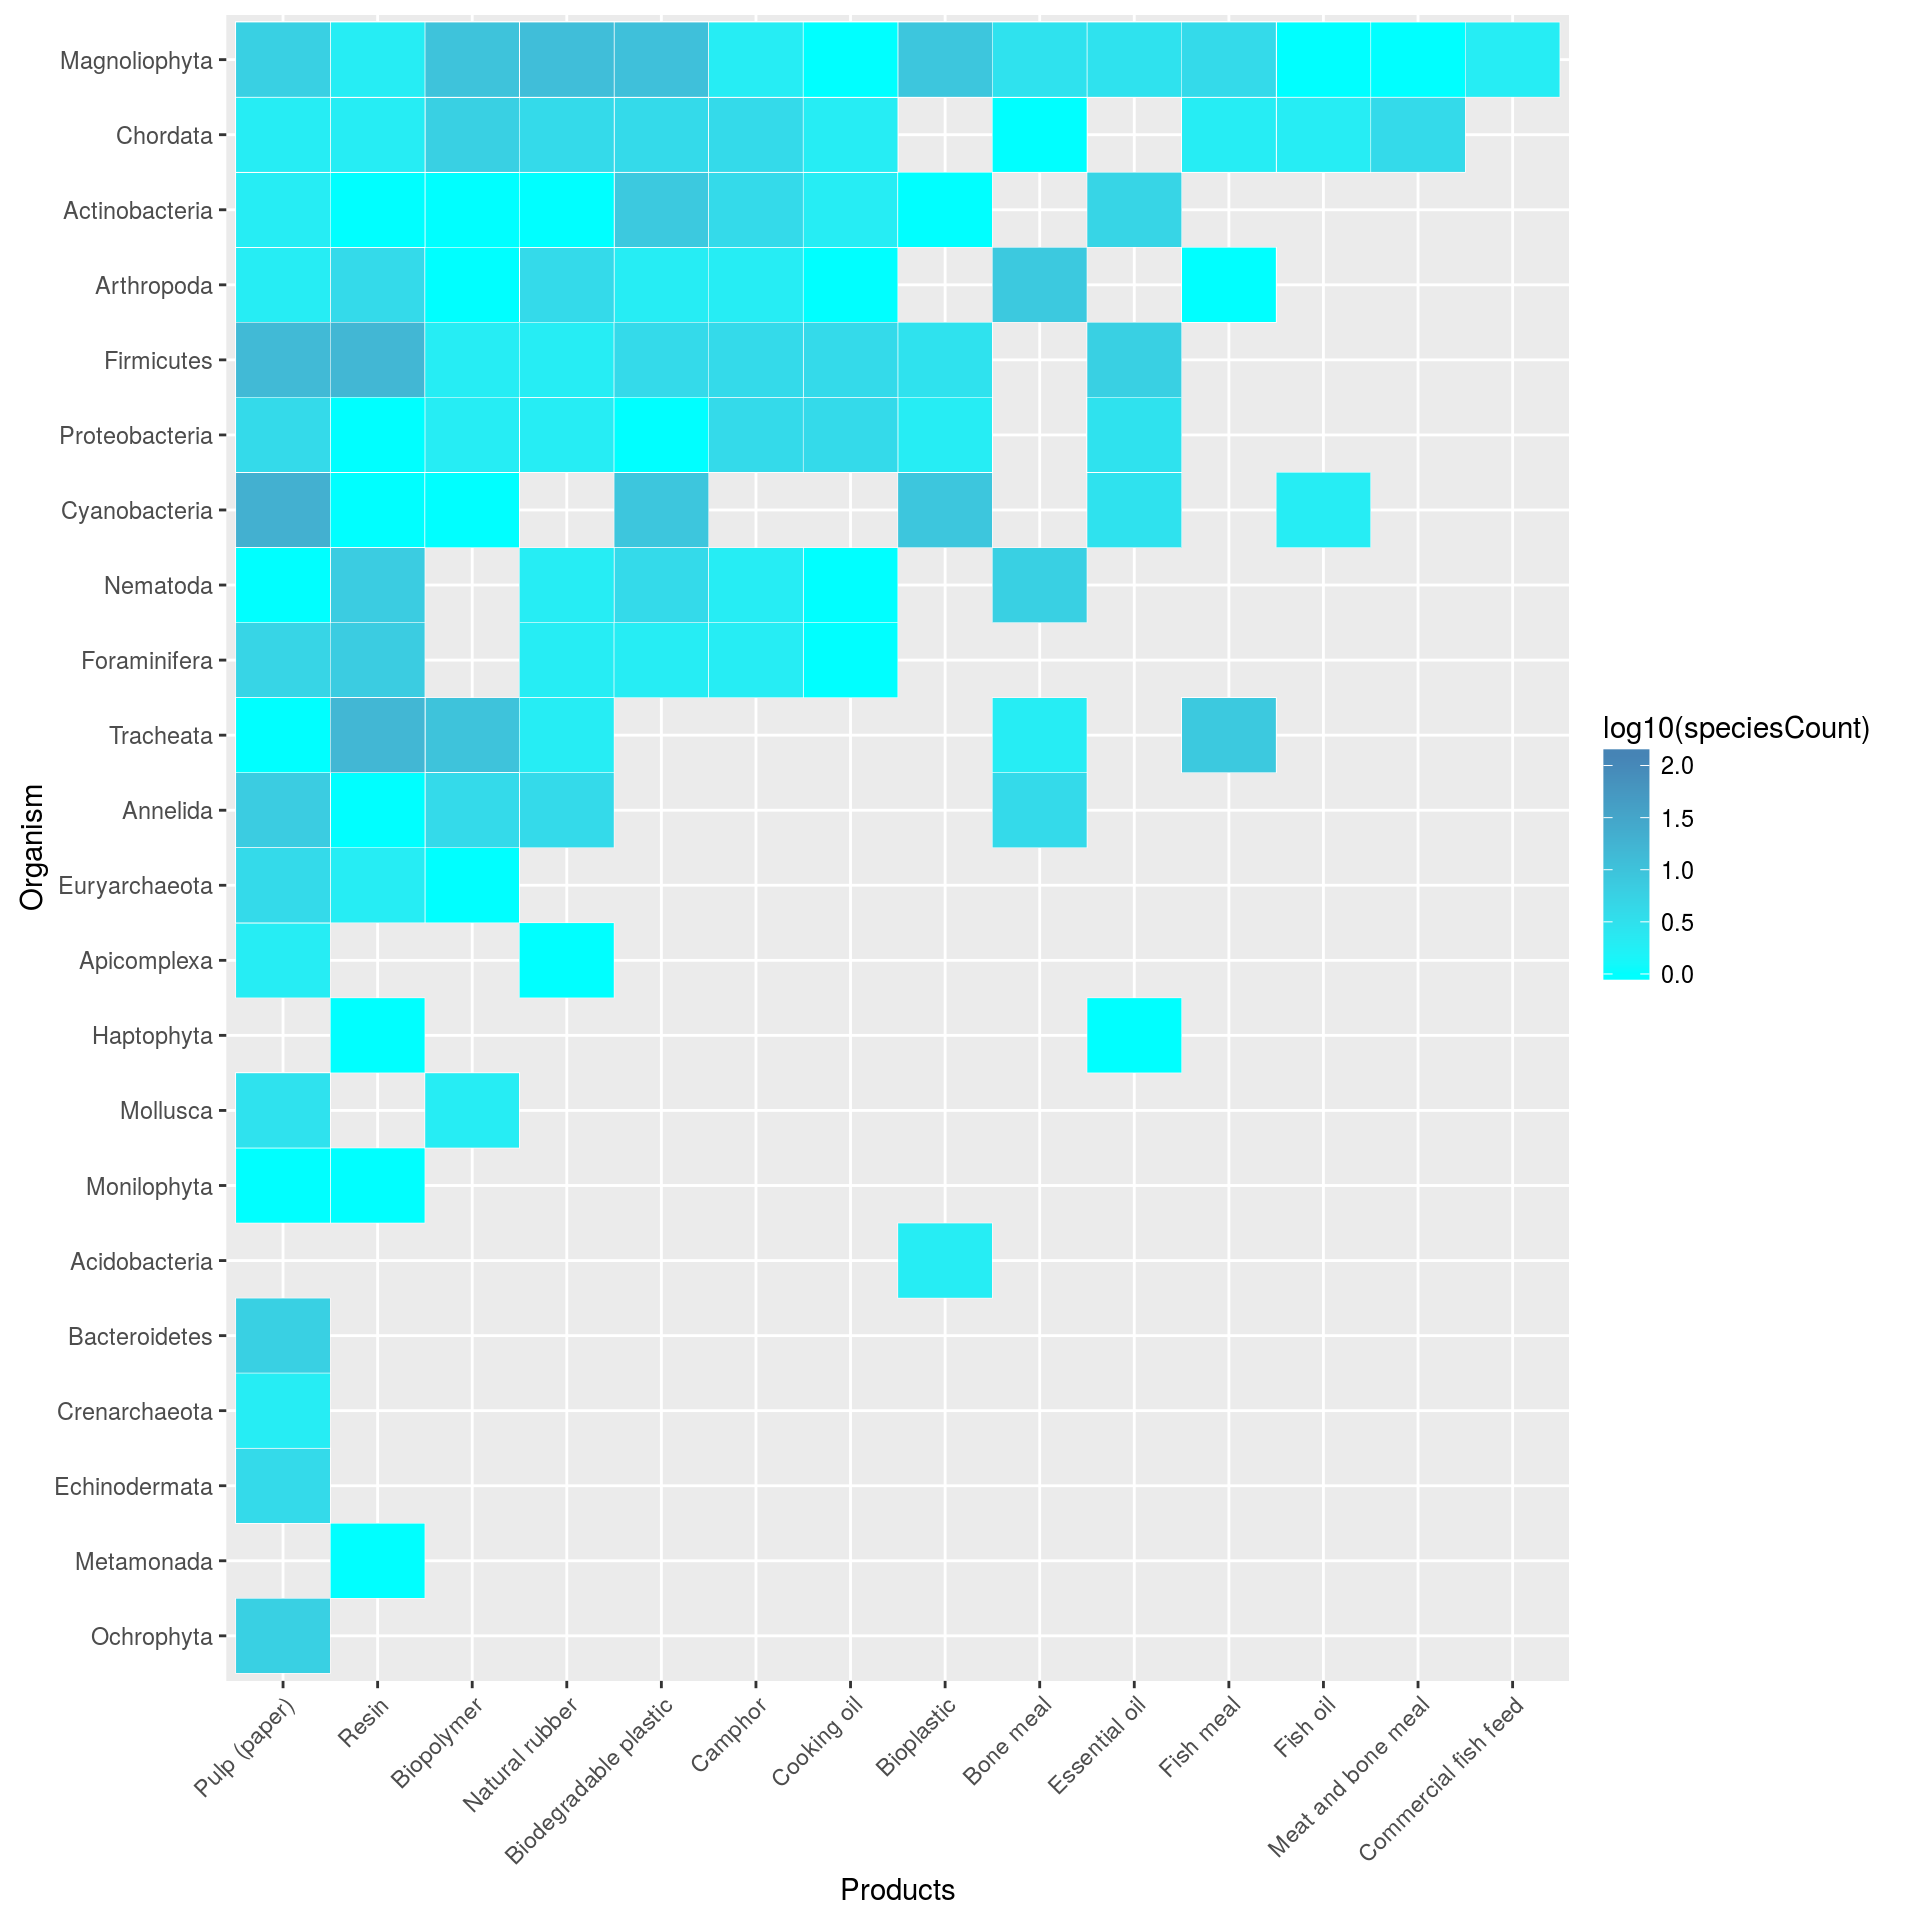 Magnoliophyta
Chordata
Actinobacteria
Arthropoda
Firmicutes
Proteobacteria
Cyanobacteria
Nematoda
Foraminifera
Tracheata
Annelida
Euryarchaeota
Apicomplexa
Haptophyta
Mollusca
Monilophyta
Acidobacteria
Bacteroidetes
Crenarchaeota
Echinodermata
Metamonada
Ochrophyta
Organism
Pulp (paper)
Resin
Biopolymer
Natural rubber
Biodegradable plastic
Camphor
Cooking oil
Bioplastic
Bone meal
Essential oil
Fish meal
Fish oil
Meat and bone meal
Commercial fish feed
Products
log10(speciesCount)
2.0
1.5
1.0
0.5
0.0